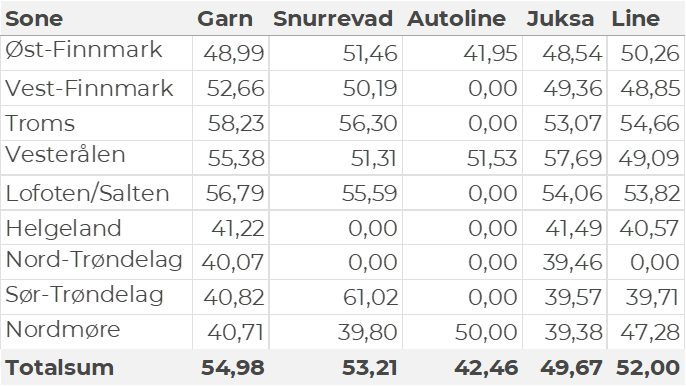 Sone Garn Snurrevad Autoline Juksa Line
Øst-Finnmark 48,99 51,46 41,95 48,54 50,26
Vest-Finnmark 52,66 50,19 0,00 49,36 48,85
Troms 58,23 56,30 0,00 53,07 54,66
Vesterålen 55,38 51,31 51,53 57,69 49,09
Lofoten/Salten 56,79 55,59 0,00 54,06 53,82
Helgeland 41,22 0,00 0,00 41,49 40,57
Nord-Trøndelag 40,07 0,00 0,00 39,46 0,00
Sør-Trøndelag 40,82 61,02 0,00 39,57 39,71
Nordmøre 40,71 39,80 50,00 39,38 47,28
Totalsum 54,98 53,21 42,46 49,67 52,00